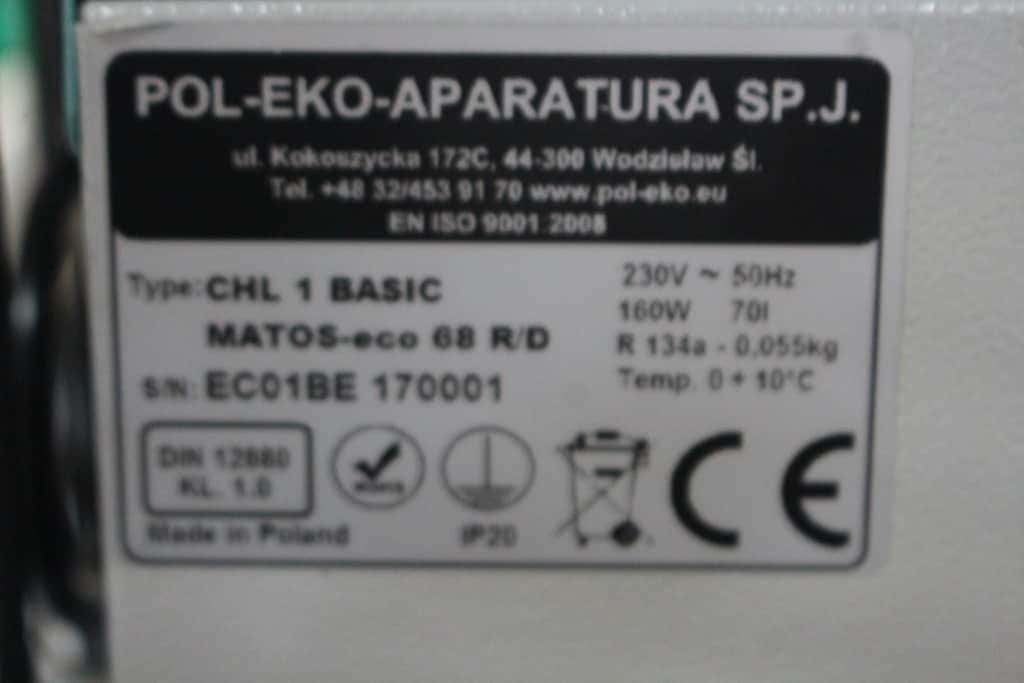 POL-EKO-APARATURA SP.J.
ul. Kokoszycka 172C, 44-300 Wodzisław Śl.
Tel. +48 32/453 91 70 www.pol-eko.eu
EN ISO 9001:2008
Type: CHL 1 BASIC
MATOS-eco 68 R/D
S/N: EC01BE 170001
230V ~ 50Hz
160W 70l
R 134a - 0,055kg
Temp. 0 + 10°C
DIN 12880
KL. 1.0
RoHS
Made in Poland
IP20
CE